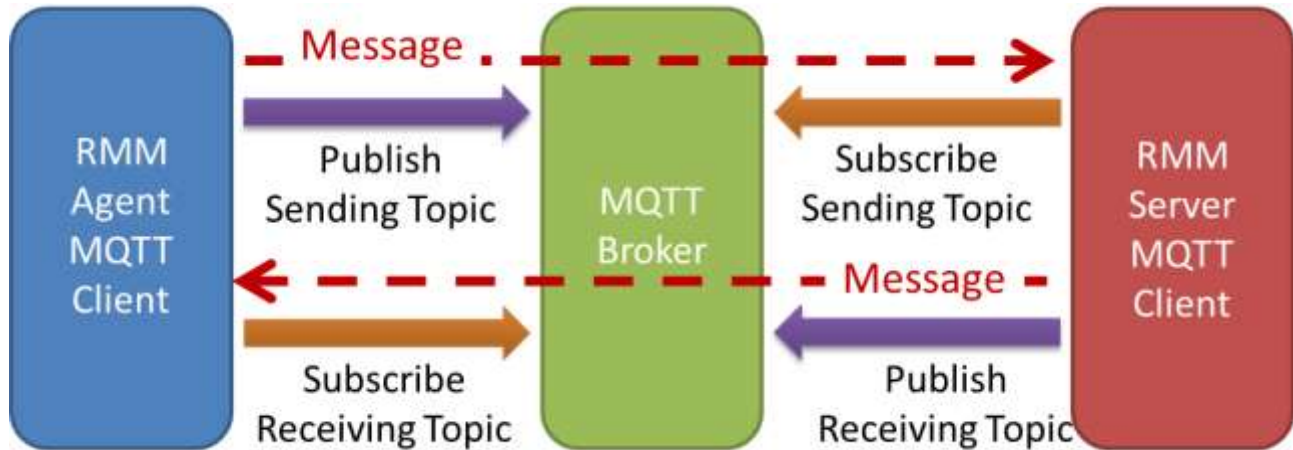 RMM
Agent
MQTT
Client
Message
Publish
Sending Topic
Subscribe
Receiving Topic
MQTT
Broker
Subscribe
Sending Topic
Message
Publish
Receiving Topic
RMM
Server
MQTT
Client